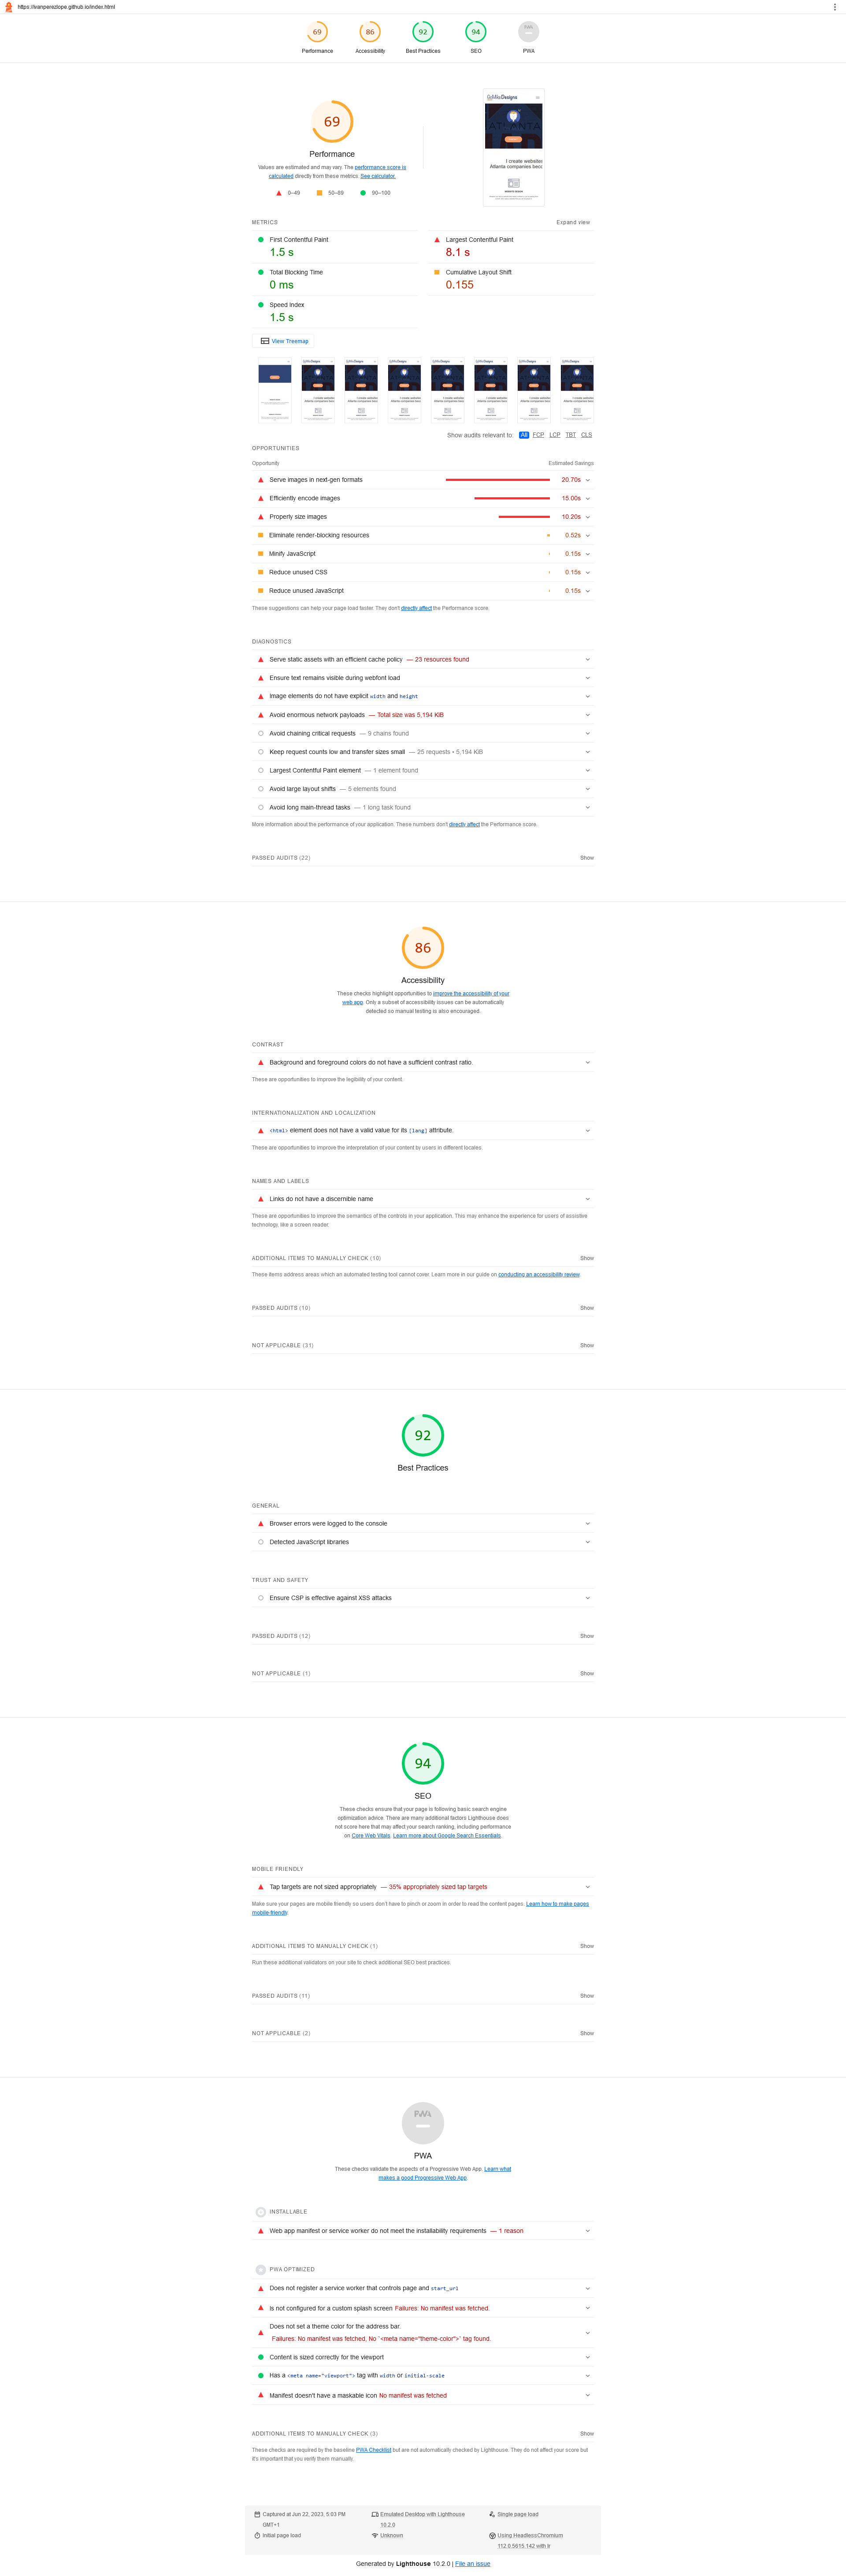 https://ivanperezlope.github.io/index.html
69 86 92 94
Performance Accessibility Best Practices SEO PWA
69
Performance
Values are estimated and may vary. The performance score is
calculated directly from these metrics. See calculator.
0–49 50–89 90–100
I create websites
Atlanta companies becc
METRICS Expand view
First Contentful Paint
1.5 s
Largest Contentful Paint
8.1 s
Total Blocking Time
0 ms
Cumulative Layout Shift
0.155
Speed Index
1.5 s
View Treemap
Show audits relevant to: All FCP LCP TBT CLS
OPPORTUNITIES
Opportunity Estimated Savings
Serve images in next-gen formats 20.70s
Efficiently encode images 15.00s
Properly size images 10.20s
Eliminate render-blocking resources 0.52s
Minify JavaScript 0.15s
Reduce unused CSS 0.15s
Reduce unused JavaScript 0.15s
These suggestions can help your page load faster. They don't directly affect the Performance score.
DIAGNOSTICS
Serve static assets with an efficient cache policy — 23 resources found
Ensure text remains visible during webfont load
Image elements do not have explicit width and height
Avoid enormous network payloads — Total size was 5,194 KiB
Avoid chaining critical requests — 9 chains found
Keep request counts low and transfer sizes small — 25 requests • 5,194 KiB
Largest Contentful Paint element — 1 element found
Avoid large layout shifts — 5 elements found
Avoid long main-thread tasks — 1 long task found
More information about the performance of your application. These numbers don't directly affect the Performance score.
PASSED AUDITS (22) Show
86
Accessibility
These checks highlight opportunities to improve the accessibility of your
web app. Only a subset of accessibility issues can be automatically
detected so manual testing is also encouraged.
CONTRAST
Background and foreground colors do not have a sufficient contrast ratio.
These are opportunities to improve the legibility of your content.
INTERNATIONALIZATION AND LOCALIZATION
<html> element does not have a valid value for its [lang] attribute.
These are opportunities to improve the interpretation of your content by users in different locales.
NAMES AND LABELS
Links do not have a discernible name
These are opportunities to improve the semantics of the controls in your application. This may enhance the experience for users of assistive
technology, like a screen reader.
ADDITIONAL ITEMS TO MANUALLY CHECK (10) Show
These items address areas which an automated testing tool cannot cover. Learn more in our guide on conducting an accessibility review.
PASSED AUDITS (10) Show
NOT APPLICABLE (31) Show
92
Best Practices
GENERAL
Browser errors were logged to the console
Detected JavaScript libraries
TRUST AND SAFETY
Ensure CSP is effective against XSS attacks
PASSED AUDITS (12) Show
NOT APPLICABLE (1) Show
94
SEO
These checks ensure that your page is following basic search engine
optimization advice. There are many additional factors Lighthouse does
not score here that may affect your search ranking, including performance
on Core Web Vitals. Learn more about Google Search Essentials.
MOBILE FRIENDLY
Tap targets are not sized appropriately — 35% appropriately sized tap targets
Make sure your pages are mobile friendly so users don't have to pinch or zoom in order to read the content pages. Learn how to make pages
mobile-friendly.
ADDITIONAL ITEMS TO MANUALLY CHECK (1) Show
Run these additional validators on your site to check additional SEO best practices.
PASSED AUDITS (11) Show
NOT APPLICABLE (2) Show
PWA
PWA
These checks validate the aspects of a Progressive Web App. Learn what
makes a good Progressive Web App.
INSTALLABLE
Web app manifest or service worker do not meet the installability requirements — 1 reason
PWA OPTIMIZED
Does not register a service worker that controls page and start_url
Is not configured for a custom splash screen Failures: No manifest was fetched.
Does not set a theme color for the address bar.
Failures: No manifest was fetched, No `<meta name="theme-color">` tag found.
Content is sized correctly for the viewport
Has a <meta name="viewport"> tag with width or initial-scale
Manifest doesn't have a maskable icon No manifest was fetched
ADDITIONAL ITEMS TO MANUALLY CHECK (3) Show
These checks are required by the baseline PWA Checklist but are not automatically checked by Lighthouse. They do not affect your score but
it's important that you verify them manually.
Captured at Jun 22, 2023, 5:03 PM
GMT+1
Emulated Desktop with Lighthouse
10.2.0
Single page load
Initial page load
Unknown
Using HeadlessChromium
112.0.5615.142 with lr
Generated by Lighthouse 10.2.0 | File an issue